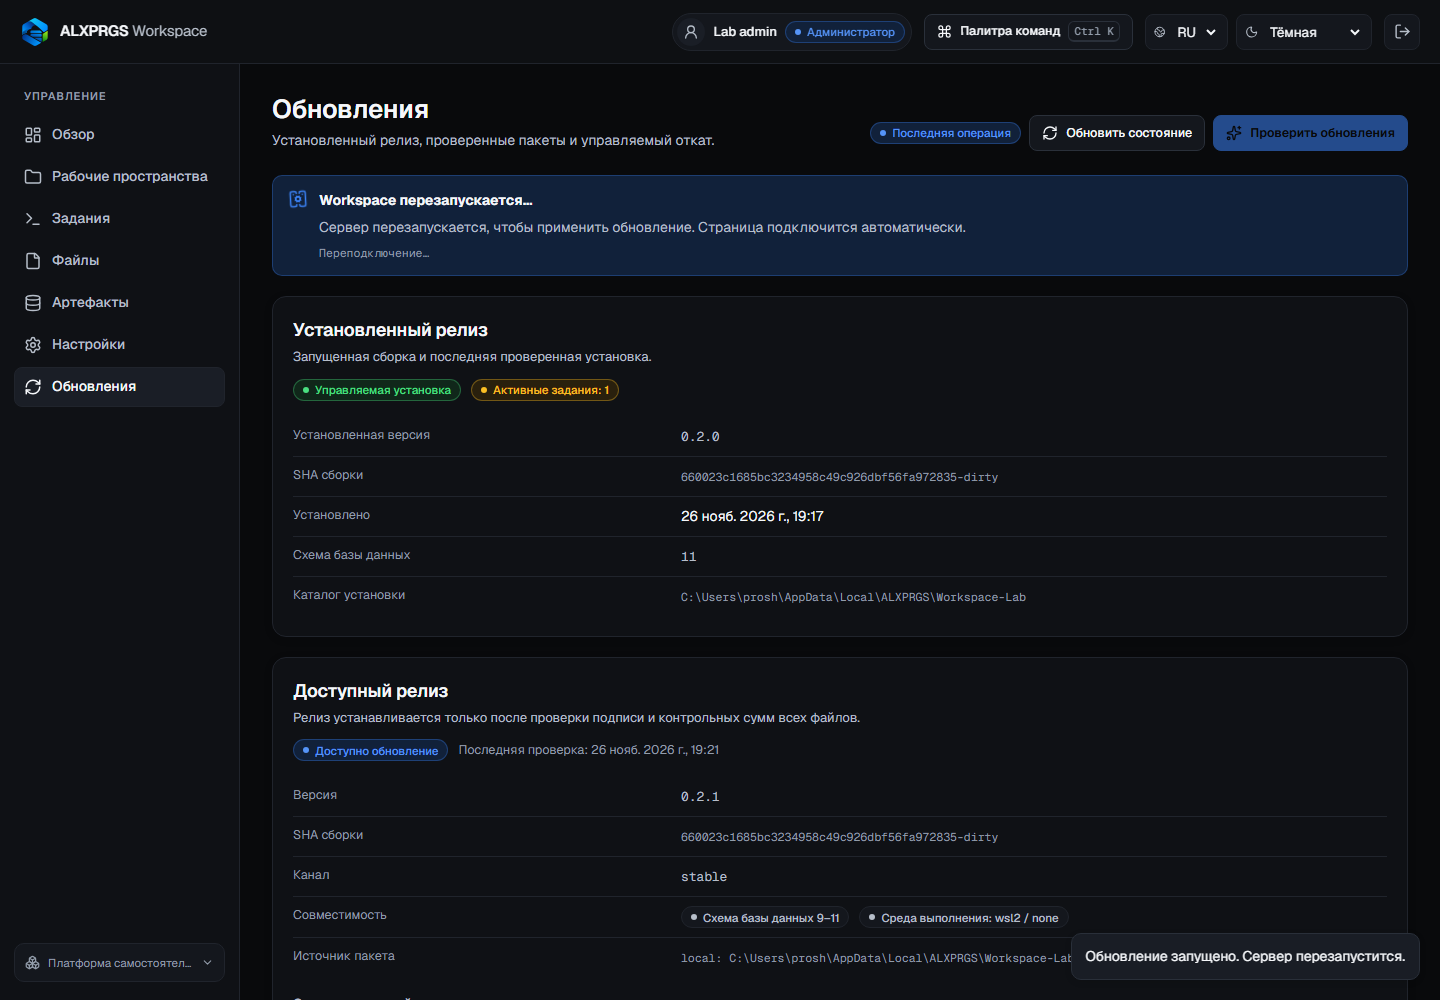 ALXPRGS Workspace
Lab admin
Администратор
Палитра команд Ctrl K
RU
Тёмная
УПРАВЛЕНИЕ
Обзор
Рабочие пространства
Задания
Файлы
Артефакты
Настройки
Обновления
Платформа самостоятел...
Обновления
Установленный релиз, проверенные пакеты и управляемый откат.
Последняя операция
Обновить состояние
Проверить обновления
Workspace перезапускается...
Сервер перезапускается, чтобы применить обновление. Страница подключится автоматически.
Переподключение…
Установленный релиз
Запущенная сборка и последняя проверенная установка.
Управляемая установка
Активные задания: 1
Установленная версия 0.2.0
SHA сборки 660023c1685bc3234958c49c926dbf56fa972835-dirty
Установлено 26 нояб. 2026 г., 19:17
Схема базы данных 11
Каталог установки C:\Users\prosh\AppData\Local\ALXPRGS\Workspace-Lab
Доступный релиз
Релиз устанавливается только после проверки подписи и контрольных сумм всех файлов.
Доступно обновление Последняя проверка: 26 нояб. 2026 г., 19:21
Версия 0.2.1
SHA сборки 660023c1685bc3234958c49c926dbf56fa972835-dirty
Канал stable
Совместимость Схема базы данных 9–11 Среда выполнения: wsl2 / none
Источник пакета local: C:\Users\prosh\AppData\Local\ALXPRGS\Workspace-Lab
Обновление запущено. Сервер перезапустится.